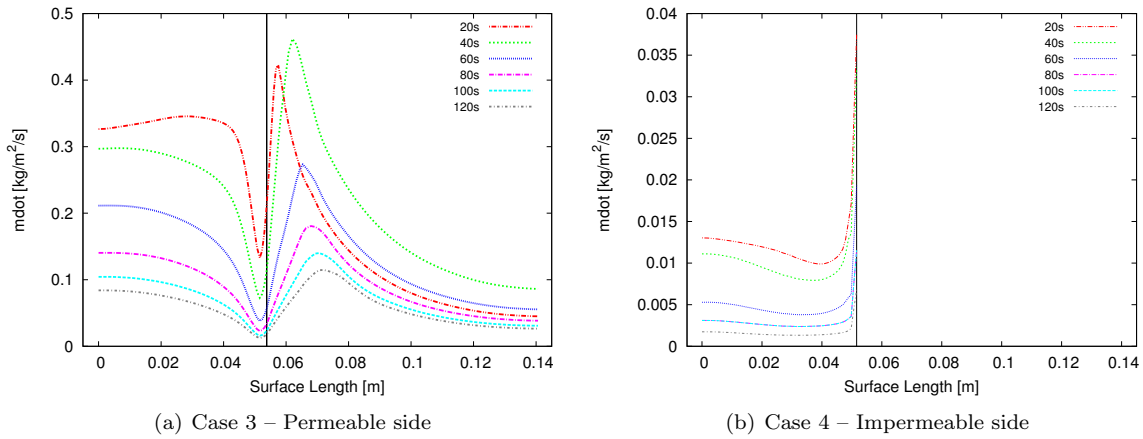 0.5
0.4
0.3
0.2
0.1
0
mdot [kg/m^2/s]
0 0.02 0.04 0.06 0.08 0.1 0.12 0.14
Surface Length [m]
20s
40s
60s
80s
100s
120s
(a) Case 3 – Permeable side
0.04
0.035
0.03
0.025
0.02
0.015
0.01
0.005
0
mdot [kg/m^2/s]
0 0.02 0.04 0.06 0.08 0.1 0.12 0.14
Surface Length [m]
20s
40s
60s
80s
100s
120s
(b) Case 4 – Impermeable side